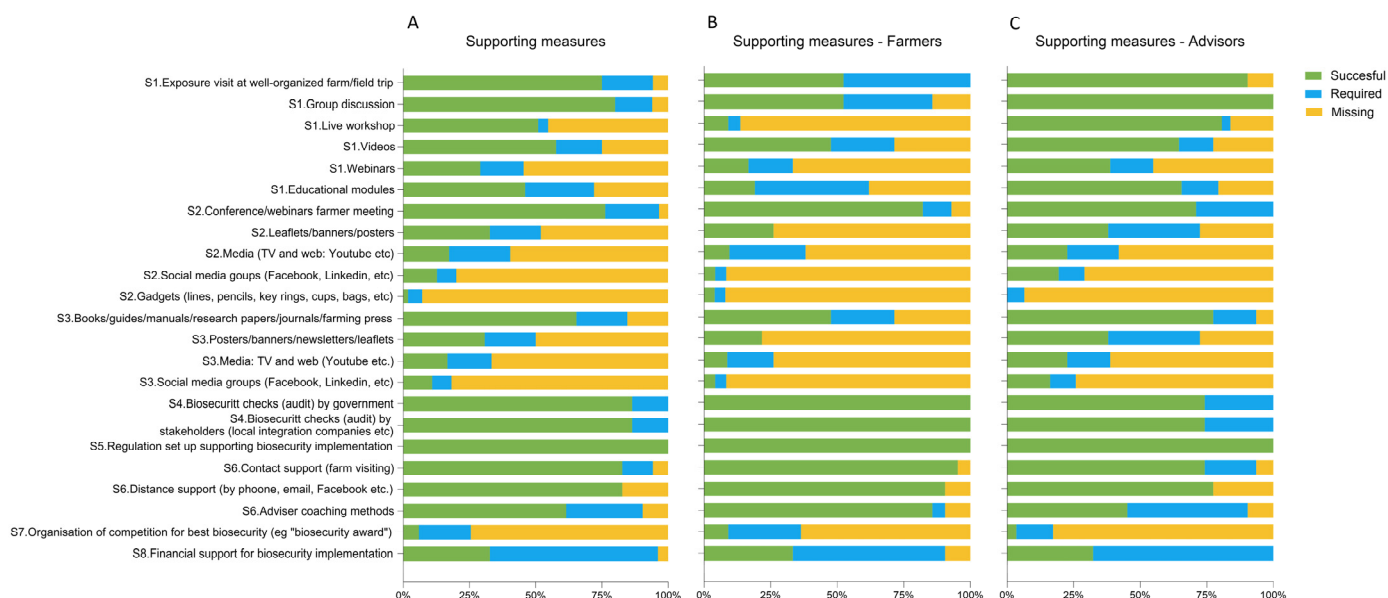 A
B
C
Supporting measures
Supporting measures - Farmers
Supporting measures - Advisors
Succesful
Required
Missing
S1.Exposure visit at well-organized farm/field trip
S1.Group discussion
S1.Live workshop
S1.Videos
S1.Webinars
S1.Educational modules
S2.Conference/webinars farmer meeting
S2.Leaflets/banners/posters
S2.Media (TV and web: Youtube etc)
S2.Social media goups (Facebook, Linkedin, etc)
S2.Gadgets (lines, pencils, key rings, cups, bags, etc)
S3.Books/guides/manuals/research papers/journals/farming press
S3.Posters/banners/newsletters/leaflets
S3.Media: TV and web (Youtube etc.)
S3.Social media groups (Facebook, Linkedin, etc)
S4.Biosecuritt checks (audit) by government
S4.Biosecuritt checks (audit) by
stakeholders (local integration companies etc)
S5.Regulation set up supporting biosecurity implementation
S6.Contact support (farm visiting)
S6.Distance support (by phoone, email, Facebook etc.)
S6.Adviser coaching methods
S7.Organisation of competition for best biosecurity (eg "biosecurity award")
S8.Financial support for biosecurity implementation
0% 25% 50% 75% 100%
0% 25% 50% 75% 100%
0% 25% 50% 75% 100%